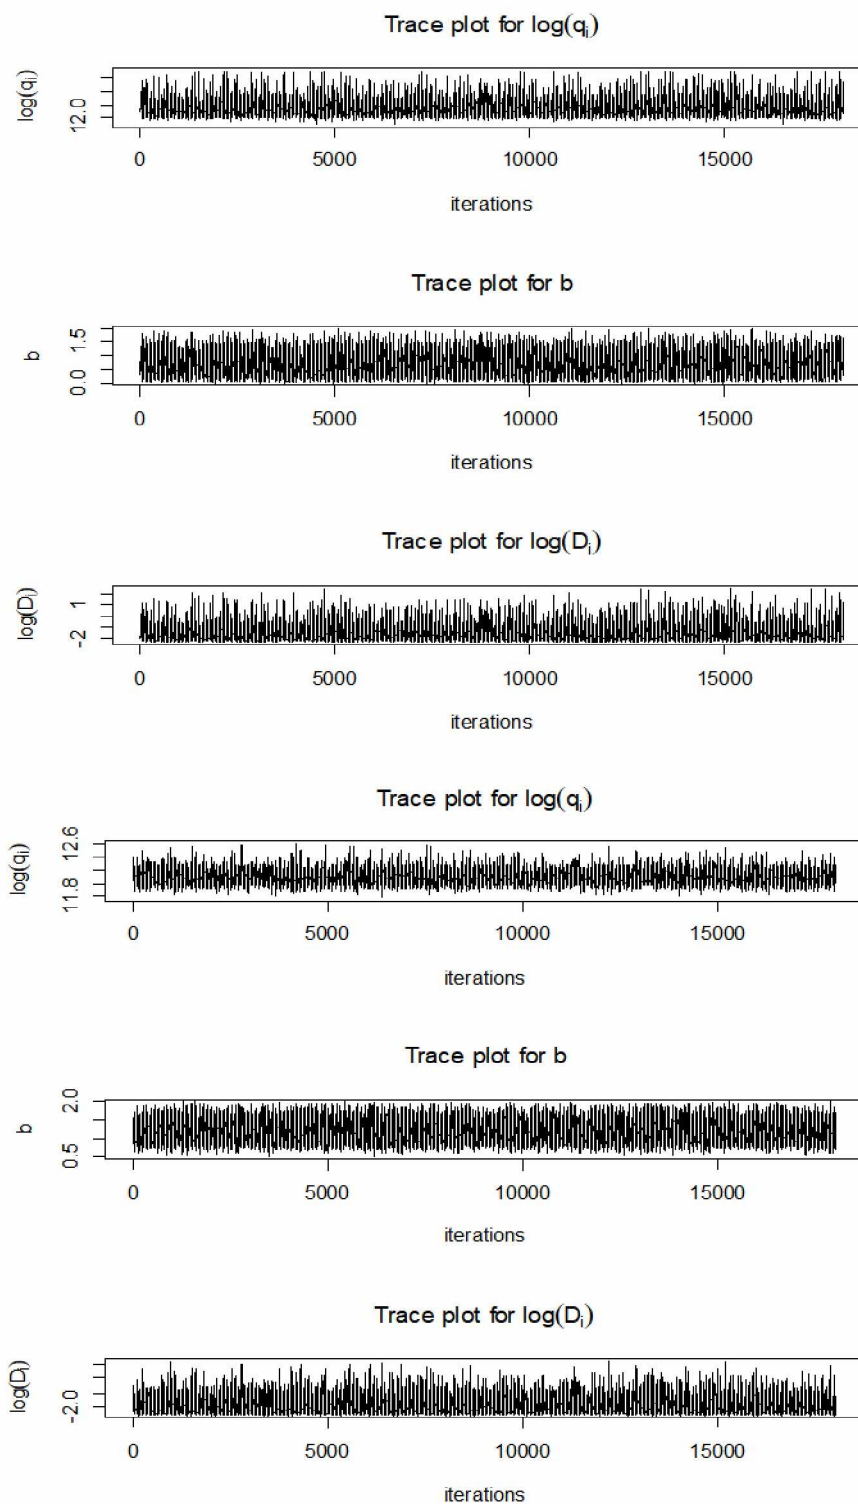 Trace plot for log(qᵢ)
log(qᵢ)
12.0
0 5000 10000 15000
iterations
Trace plot for b
b
0.0 1.5
0 5000 10000 15000
iterations
Trace plot for log(Dᵢ)
log(Dᵢ)
-2 1
0 5000 10000 15000
iterations
Trace plot for log(qᵢ)
log(qᵢ)
11.8 12.6
0 5000 10000 15000
iterations
Trace plot for b
b
0.5 2.0
0 5000 10000 15000
iterations
Trace plot for log(Dᵢ)
log(Dᵢ)
-2.0
0 5000 10000 15000
iterations